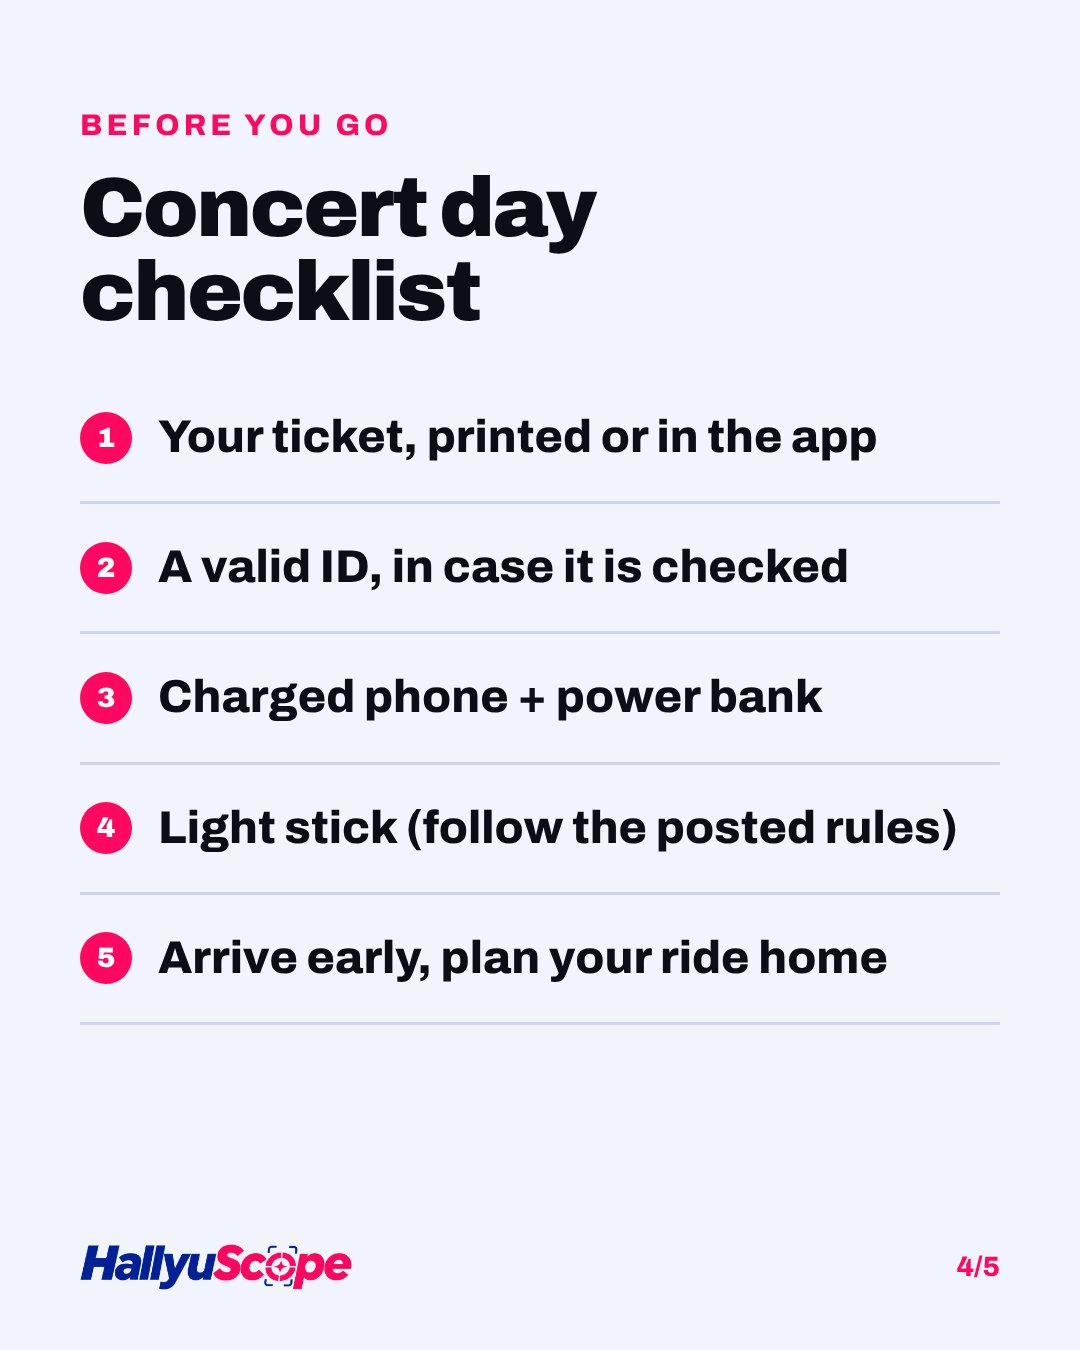 BEFORE YOU GO
Concert day
checklist
1 Your ticket, printed or in the app
2 A valid ID, in case it is checked
3 Charged phone + power bank
4 Light stick (follow the posted rules)
5 Arrive early, plan your ride home
HallyuScope
4/5